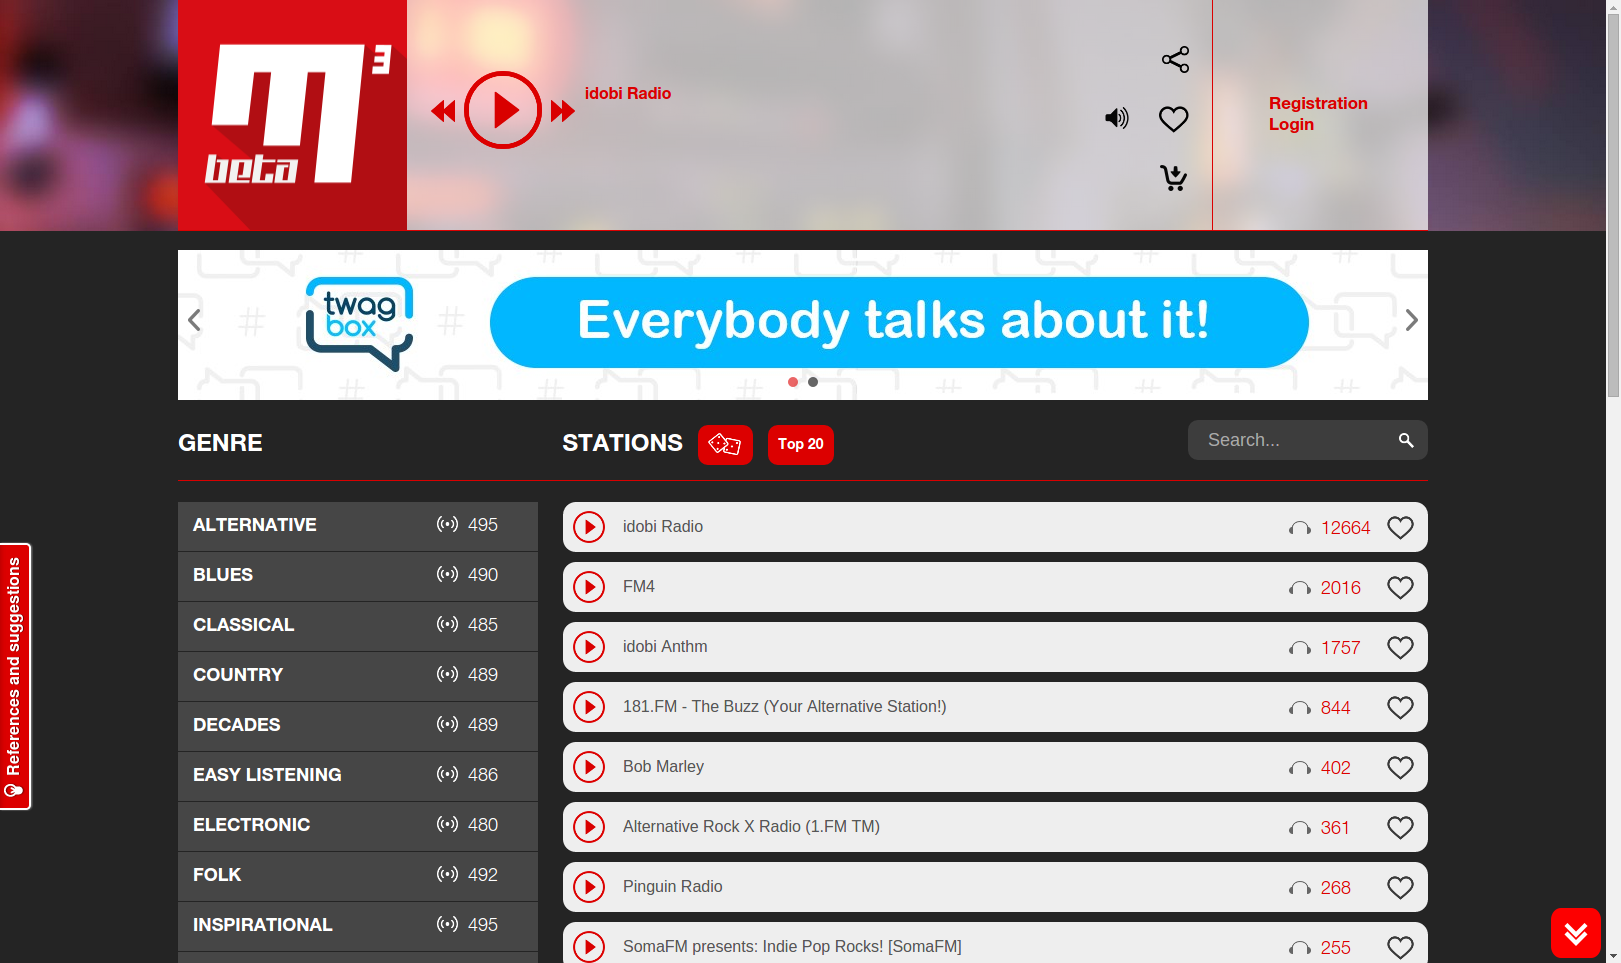 m3
beta
idobi Radio
Registration
Login
twag
box
Everybody talks about it!
GENRE
STATIONS
Top 20
Search...
ALTERNATIVE 495
BLUES 490
CLASSICAL 485
COUNTRY 489
DECADES 489
EASY LISTENING 486
ELECTRONIC 480
FOLK 492
INSPIRATIONAL 495
idobi Radio 12664
FM4 2016
idobi Anthm 1757
181.FM - The Buzz (Your Alternative Station!) 844
Bob Marley 402
Alternative Rock X Radio (1.FM TM) 361
Pinguin Radio 268
SomaFM presents: Indie Pop Rocks! [SomaFM] 255
References and suggestions